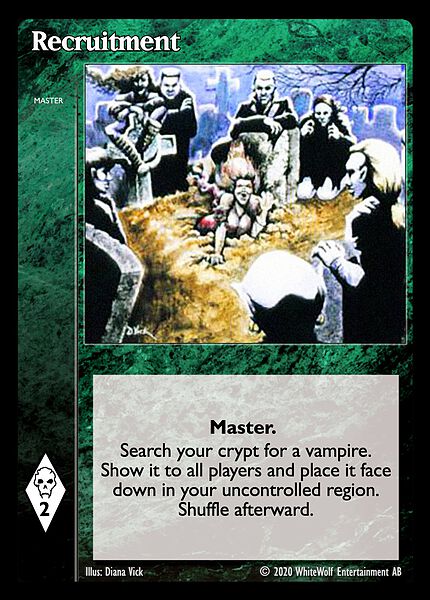 Recruitment
MASTER
Master.
Search your crypt for a vampire.
Show it to all players and place it face
down in your uncontrolled region.
Shuffle afterward.
2
Illus: Diana Vick
© 2020 WhiteWolf Entertainment AB